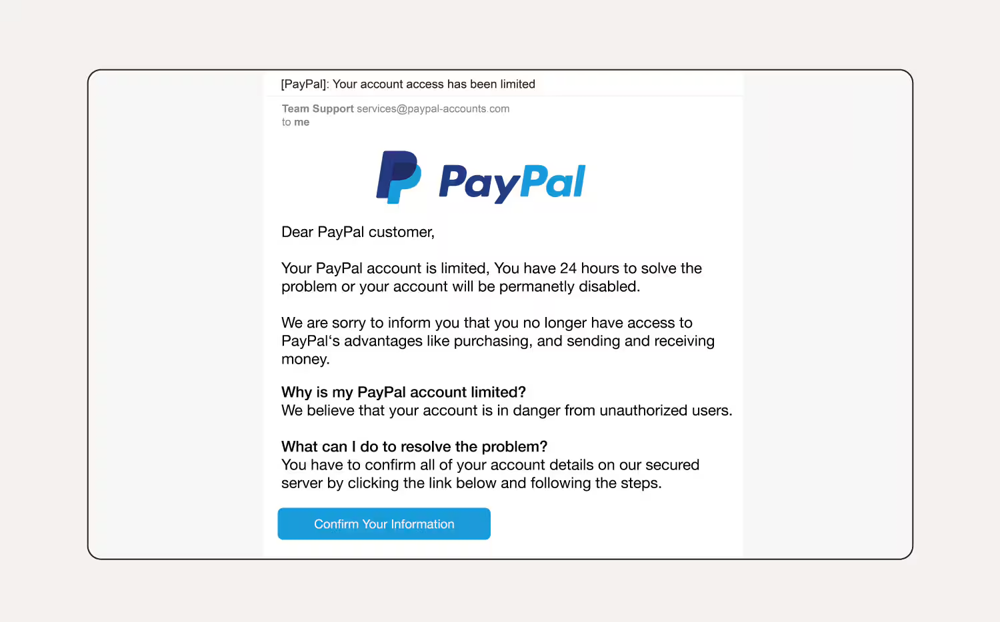 [PayPal]: Your account access has been limited
Team Support services@paypal-accounts.com
to me
PayPal
Dear PayPal customer,
Your PayPal account is limited, You have 24 hours to solve the
problem or your account will be permanetly disabled.
We are sorry to inform you that you no longer have access to
PayPal‘s advantages like purchasing, and sending and receiving
money.
Why is my PayPal account limited?
We believe that your account is in danger from unauthorized users.
What can I do to resolve the problem?
You have to confirm all of your account details on our secured
server by clicking the link below and following the steps.
Confirm Your Information